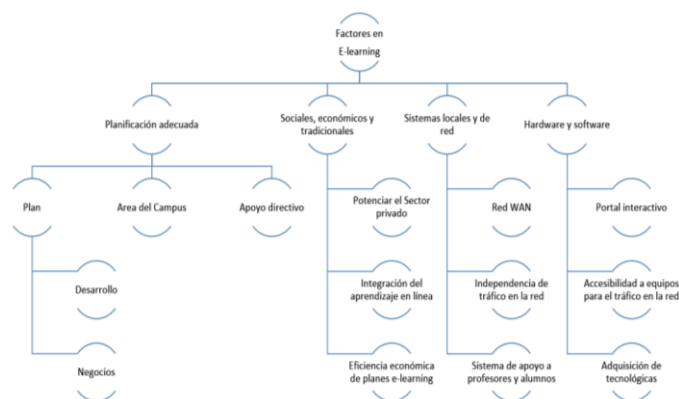 Factores en
E-learning
Planificación adecuada
Sociales, económicos y
tradicionales
Sistemas locales y de
red
Hardware y software
Plan
Area del Campus
Apoyo directivo
Potenciar el Sector
privado
Red WAN
Portal interactivo
Desarrollo
Integración del
aprendizaje en línea
Independencia de
tráfico en la red
Accesibilidad a equipos
para el tráfico en la red
Negocios
Eficiencia económica
de planes e-learning
Sistema de apoyo a
profesores y alumnos
Adquisición de
tecnológicas